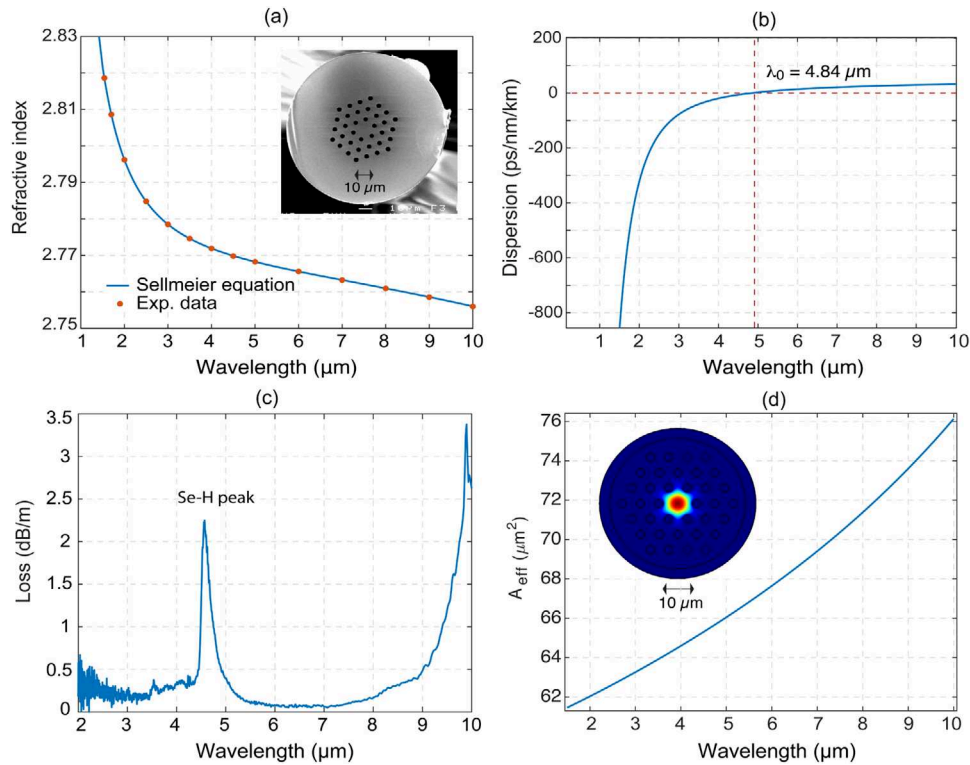 (a)
2.83
2.81
2.79
2.77
2.75
Refractive index
10 µm
Sellmeier equation
Exp. data
1 2 3 4 5 6 7 8 9 10
Wavelength (µm)
(b)
200
0
-200
-400
-600
-800
Dispersion (ps/nm/km)
λ0 = 4.84 µm
1 2 3 4 5 6 7 8 9 10
Wavelength (µm)
(c)
3.5
3
2.5
2
1.5
1
0.5
0
Loss (dB/m)
Se-H peak
2 3 4 5 6 7 8 9 10
Wavelength (µm)
(d)
76
74
72
70
68
66
64
62
A eff (µm²)
10 µm
2 3 4 5 6 7 8 9 10
Wavelength (µm)